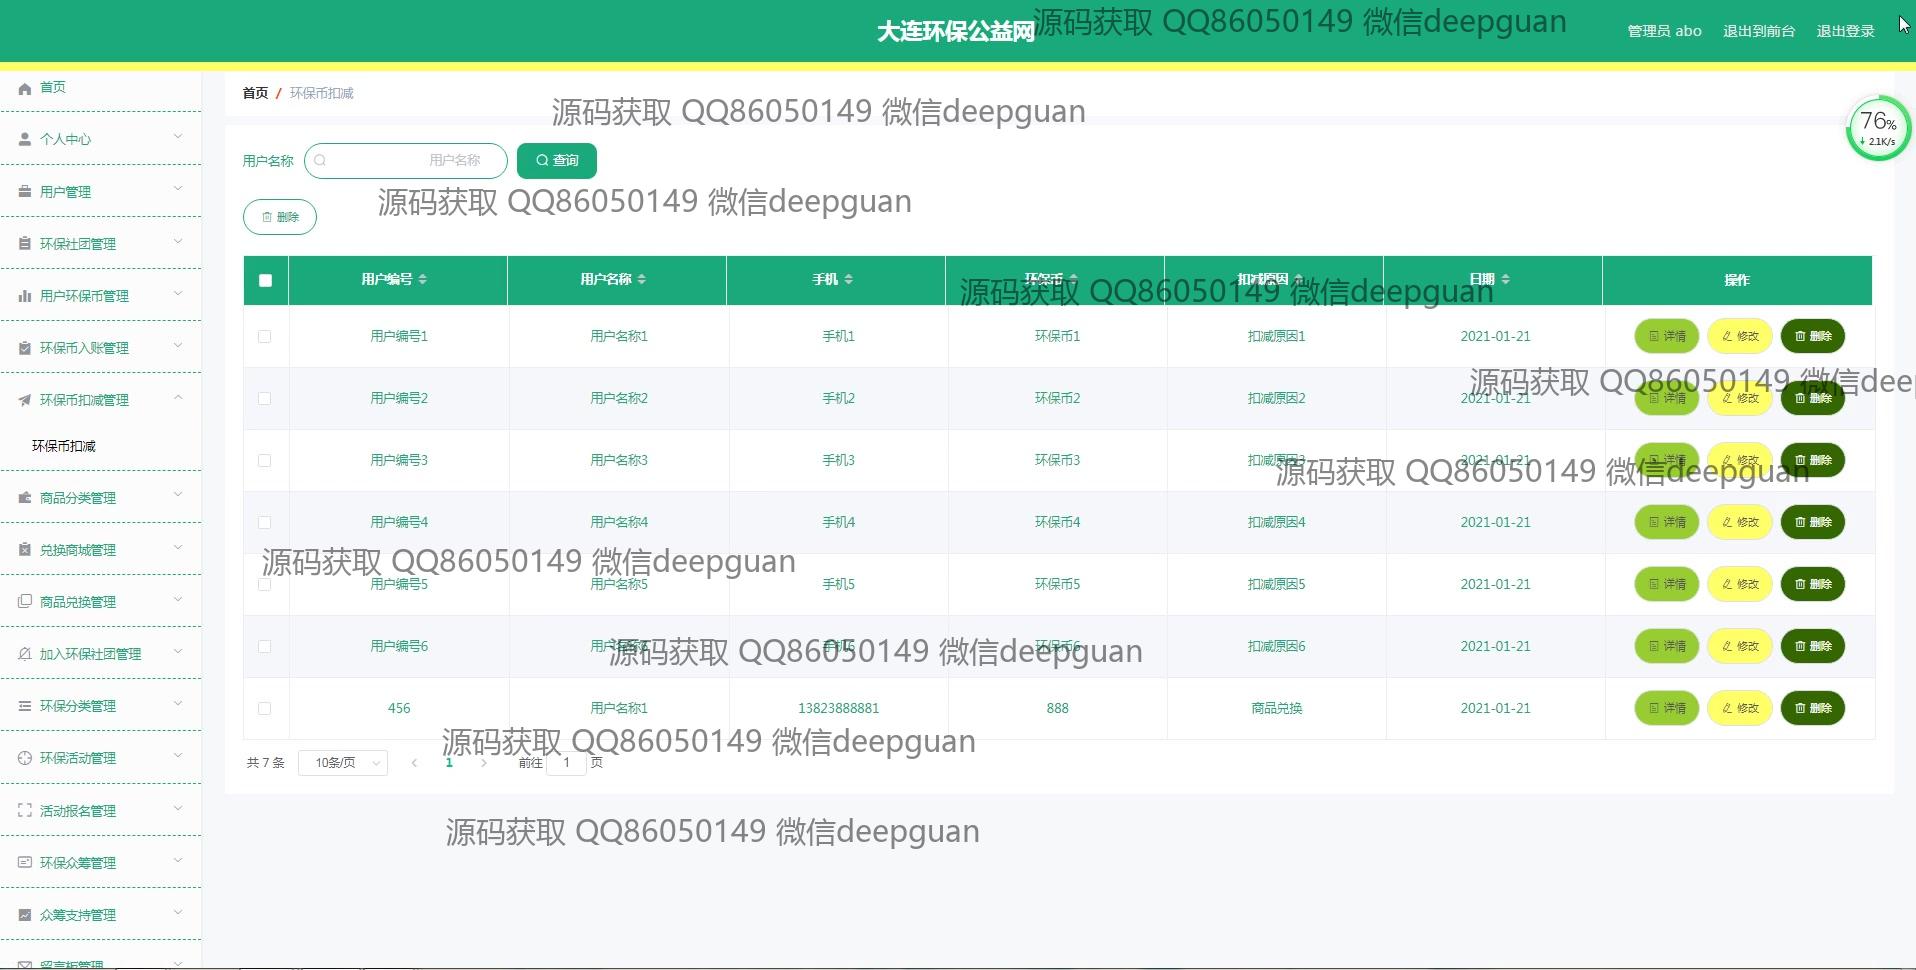 大连环保公益网
源码获取 QQ86050149 微信deepguan
管理员 abo 退出到前台 退出登录
首页
个人中心
用户管理
环保社团管理
用户环保币管理
环保币入账管理
环保币扣减管理
环保币扣减
商品分类管理
兑换商城管理
商品兑换管理
加入环保社团管理
环保分类管理
环保活动管理
活动报名管理
环保众筹管理
众筹支持管理
留言板管理
首页 / 环保币扣减
源码获取 QQ86050149 微信deepguan
76%
2.1K/s
用户名称 用户名称 查询
源码获取 QQ86050149 微信deepguan
删除
用户编号 用户名称 手机 环保币 扣减原因 日期 操作
源码获取 QQ86050149 微信deepguan
用户编号1 用户名称1 手机1 环保币1 扣减原因1 2021-01-21 详情 修改 删除
源码获取 QQ86050149 微信deep
用户编号2 用户名称2 手机2 环保币2 扣减原因2 2021-01-21 详情 修改 删除
用户编号3 用户名称3 手机3 环保币3 扣减原因3 2021-01-21 详情 修改 删除
源码获取 QQ86050149 微信deepguan
用户编号4 用户名称4 手机4 环保币4 扣减原因4 2021-01-21 详情 修改 删除
源码获取 QQ86050149 微信deepguan
用户编号5 用户名称5 手机5 环保币5 扣减原因5 2021-01-21 详情 修改 删除
用户编号6 用户名称6 手机6 环保币6 扣减原因6 2021-01-21 详情 修改 删除
源码获取 QQ86050149 微信deepguan
456 用户名称1 13823888881 888 商品兑换 2021-01-21 详情 修改 删除
源码获取 QQ86050149 微信deepguan
共 7 条 10条/页 1 前往 1 页
源码获取 QQ86050149 微信deepguan